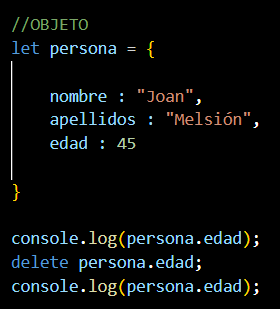 //OBJETO
let persona = {
nombre : "Joan",
apellidos : "Melsión",
edad : 45
}
console.log(persona.edad);
delete persona.edad;
console.log(persona.edad);